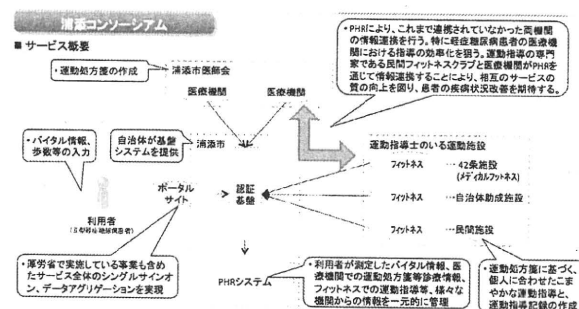 浦添コンソーシアム
■ サービス概要
・運動処方箋の作成
浦添市医師会
医療機関
医療機関
・PHRにより、これまで連携されていなかった両機関
の情報連携を行う。特に軽症糖尿病患者の医療機
関における指導の効率化を狙う。運動指導の専門
家である民間フィットネスクラブと医療機関がPHRを
通じて情報連携することにより、相互のサービスの
質の向上を図り、患者の疾病状況改善を期待する。
・バイタル情報、
歩数等の入力
自治体が基盤
システムを提供
浦添市
運動指導士のいる運動施設
フィットネス
…42条施設
(メディカルフィットネス)
ポータル
サイト
認証
基盤
フィットネス
…自治体助成施設
利用者
フィットネス
…民間施設
・厚労省で実施している事業も含め
たサービス全体のシングルサインオ
ン、データアグリゲーションを実現
PHRシステム
・利用者が測定したバイタル情報、医
療機関での運動処方箋等診療情報、
フィットネスでの運動指導等、様々な
機関からの情報を一元的に管理
・運動処方箋に基づく、
個人に合わせたこま
やかな運動指導と、
運動指導記録の作成